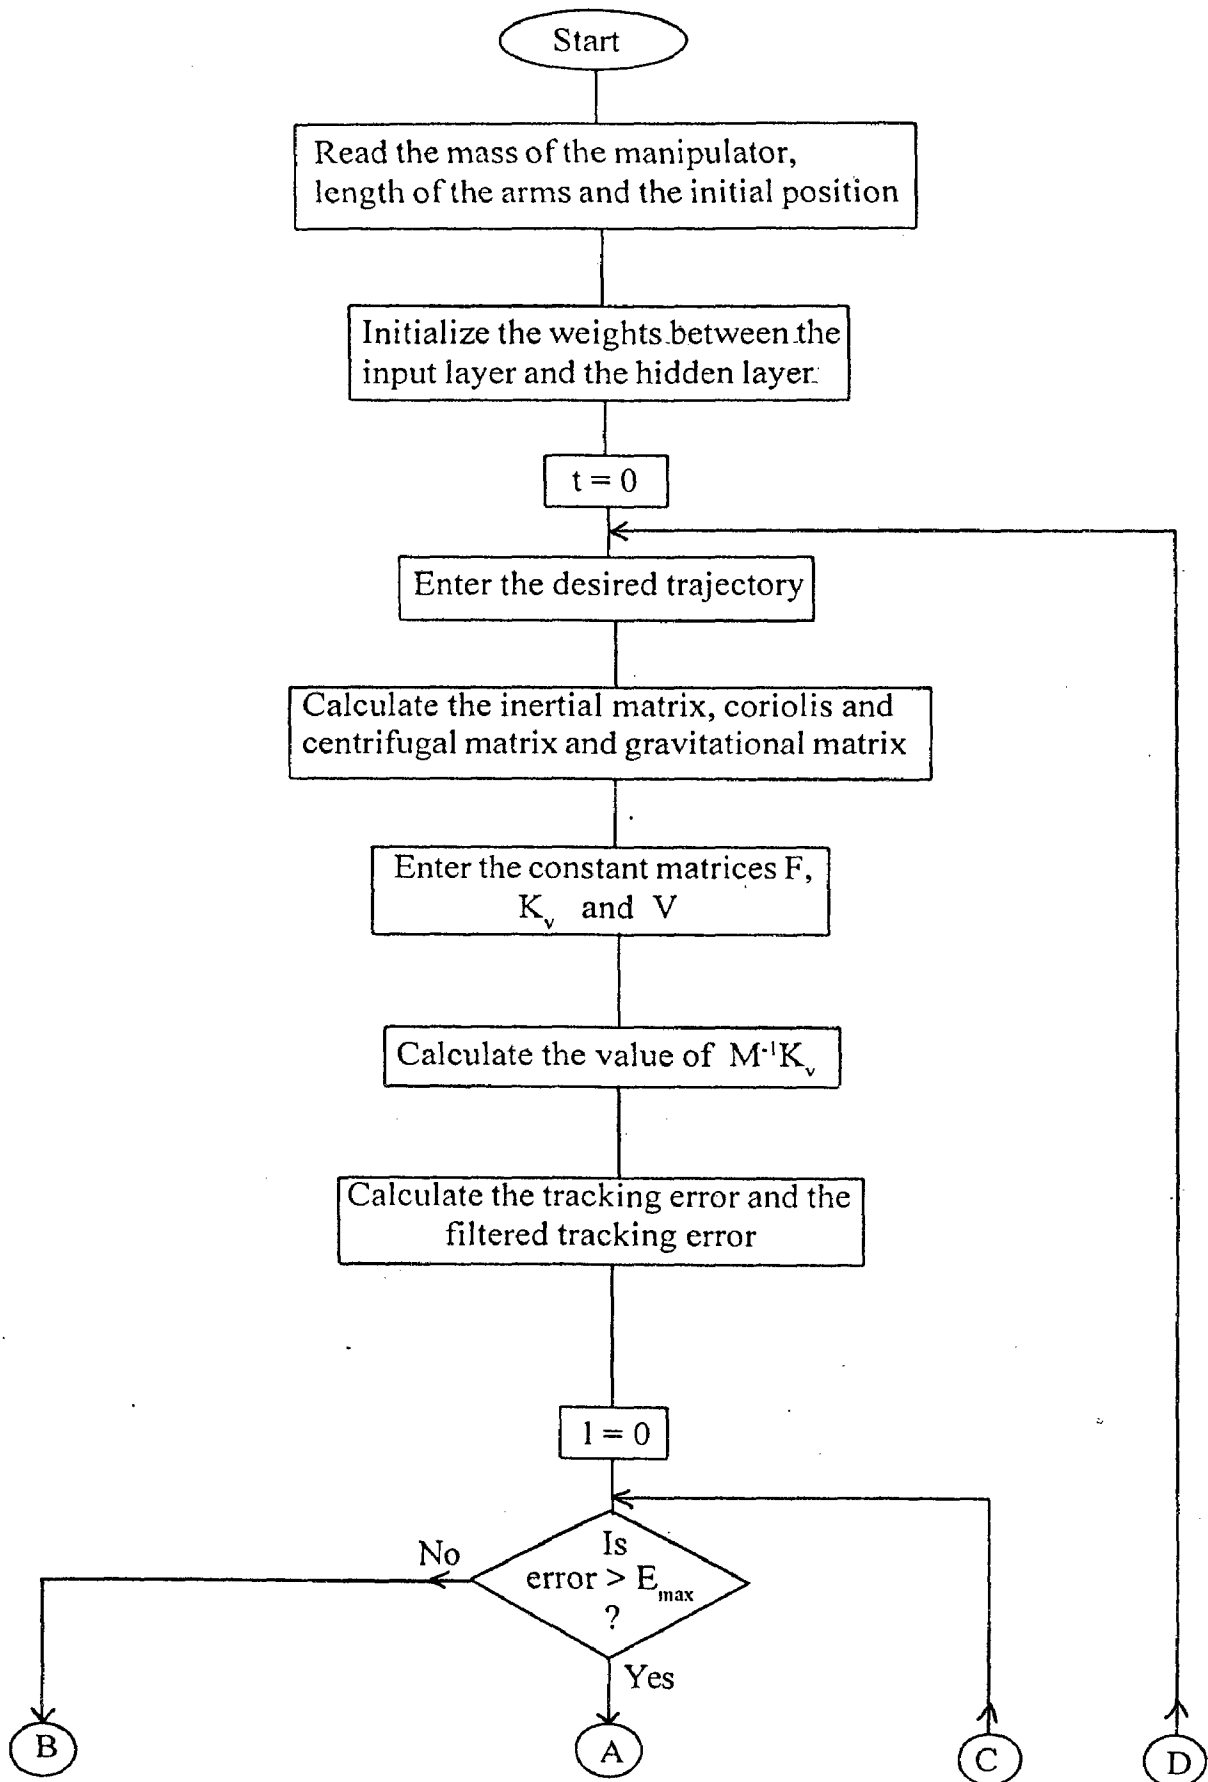 Start
Read the mass of the manipulator,
length of the arms and the initial position
Initialize the weights between the
input layer and the hidden layer
t = 0
Enter the desired trajectory
Calculate the inertial matrix, coriolis and
centrifugal matrix and gravitational matrix
Enter the constant matrices F,
Kᵥ and V
Calculate the value of M⁻¹Kᵥ
Calculate the tracking error and the
filtered tracking error
l = 0
Is
No
error > Eₘₐₓ
?
Yes
B
A
C
D